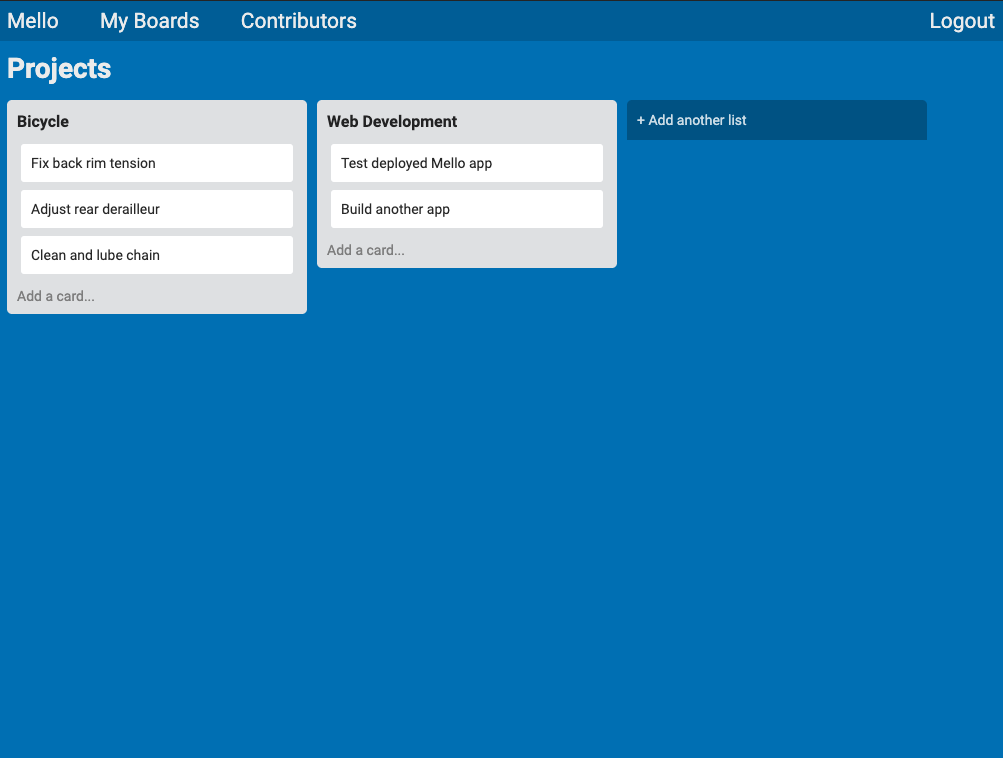 Mello My Boards Contributors Logout
Projects
Bicycle
Fix back rim tension
Adjust rear derailleur
Clean and lube chain
Add a card...
Web Development
Test deployed Mello app
Build another app
Add a card...
+ Add another list